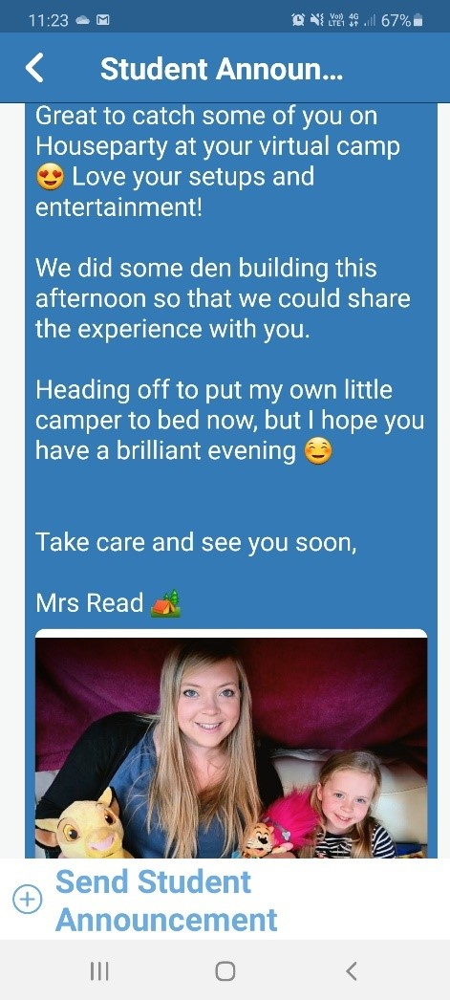 11:23
Vo)) 4G
LTE1
67%
Student Announ...
Great to catch some of you on
Houseparty at your virtual camp
😍 Love your setups and
entertainment!
We did some den building this
afternoon so that we could share
the experience with you.
Heading off to put my own little
camper to bed now, but I hope you
have a brilliant evening 😊
Take care and see you soon,
Mrs Read 🏕️
Send Student
Announcement